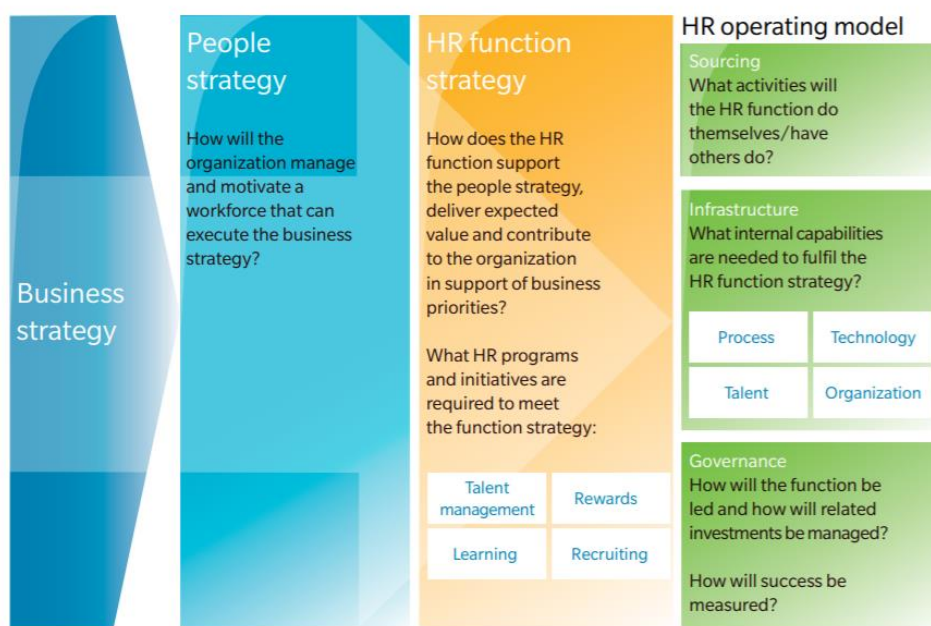 Business
strategy
People
strategy
How will the
organization manage
and motivate a
workforce that can
execute the business
strategy?
HR function
strategy
How does the HR
function support
the people strategy,
deliver expected
value and contribute
to the organization
in support of business
priorities?
What HR programs
and initiatives are
required to meet
the function strategy:
Talent
management
Rewards
Learning
Recruiting
HR operating model
Sourcing
What activities will
the HR function do
themselves/have
others do?
Infrastructure
What internal capabilities
are needed to fulfil the
HR function strategy?
Process
Technology
Talent
Organization
Governance
How will the function be
led and how will related
investments be managed?
How will success be
measured?